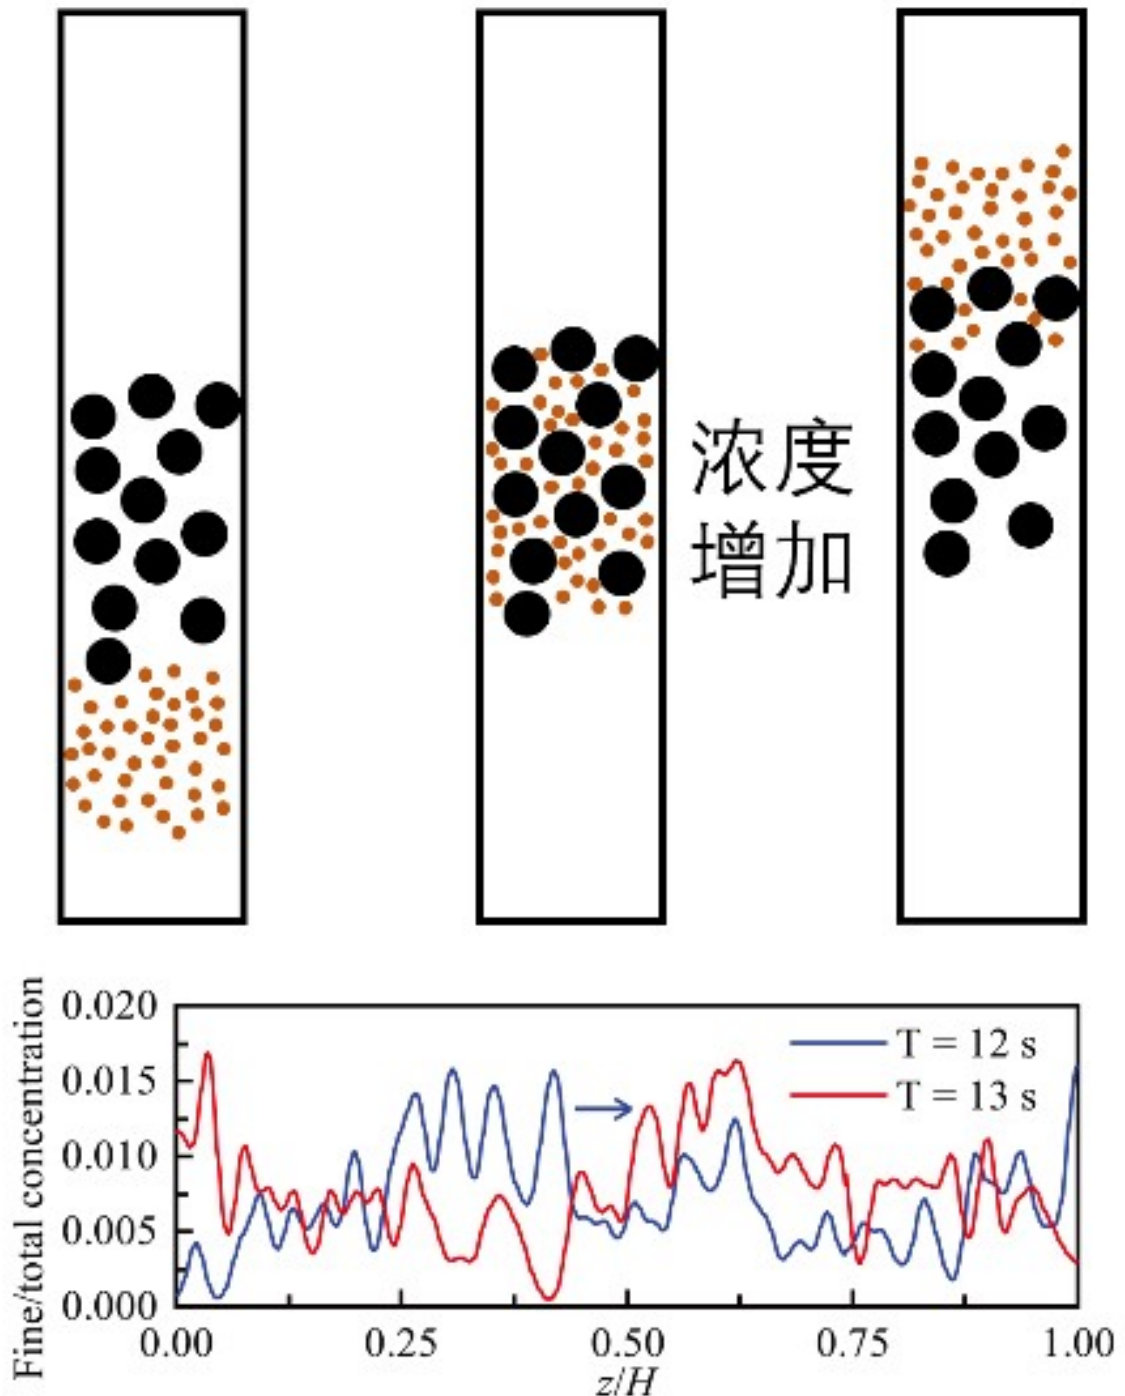 浓度
增加
Fine/total concentration
0.020
0.015
0.010
0.005
0.000
T = 12 s
T = 13 s
0.00 0.25 0.50 0.75 1.00
z/H